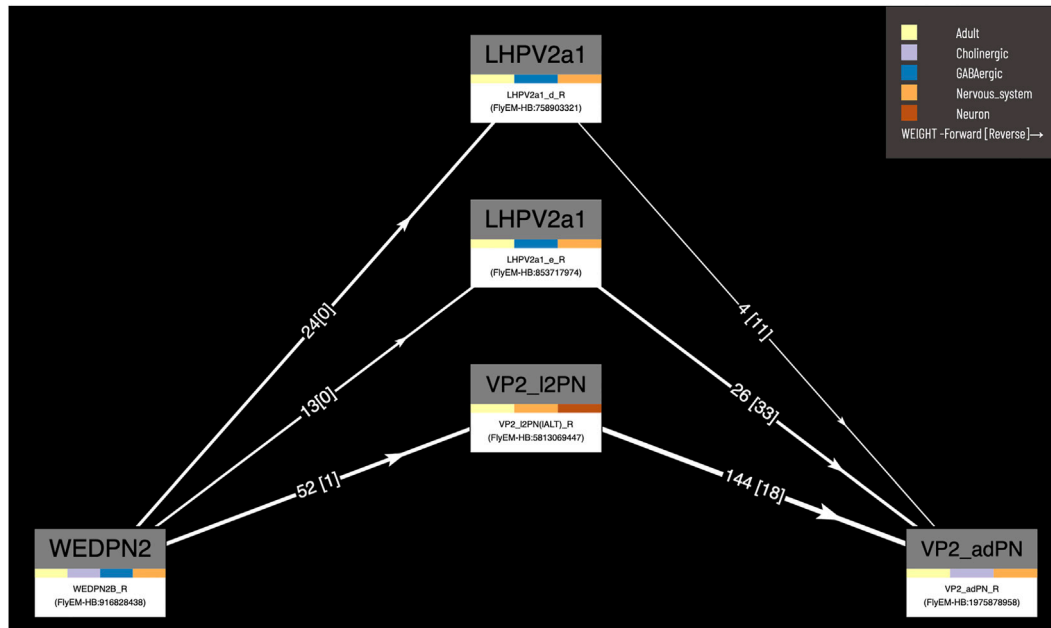 LHPV2a1
LHPV2a1_d_R
(FlyEM-HB:758903321)
Adult
Cholinergic
GABAergic
Nervous_system
Neuron
WEIGHT -Forward [Reverse]→
LHPV2a1
LHPV2a1_e_R
(FlyEM-HB:853717974)
24[0]
4 [11]
13[0]
26 [33]
VP2_l2PN
VP2_l2PN(lALT)_R
(FlyEM-HB:5813069447)
52 [1]
144 [18]
WEDPN2
WEDPN2B_R
(FlyEM-HB:916828438)
VP2_adPN
VP2_adPN_R
(FlyEM-HB:1975878958)